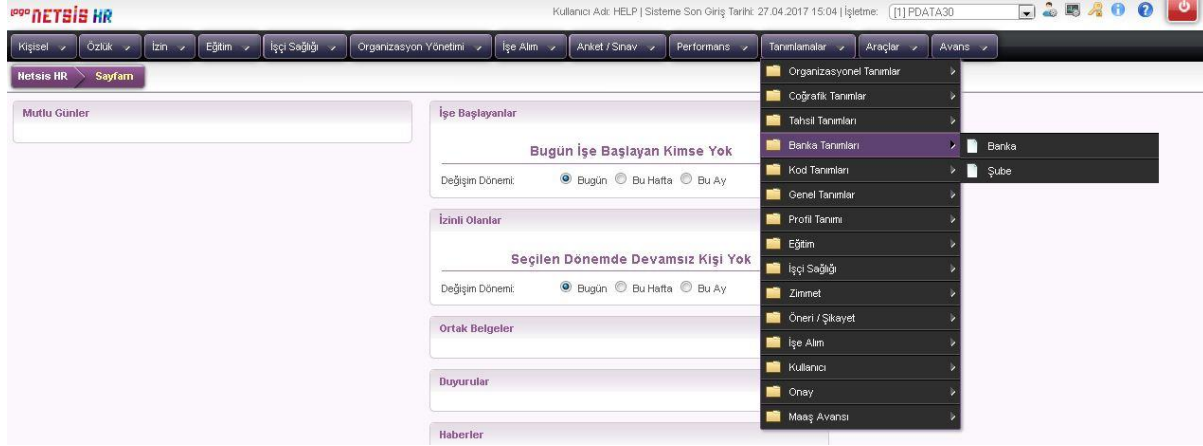 logo NETSİS HR
Kullanıcı Adı: HELP | Sisteme Son Giriş Tarihi: 27.04.2017 15:04 | İşletme: [1] PDATA30
Kişisel Özlük İzin Eğitim İşçi Sağlığı Organizasyon Yönetimi İşe Alım Anket / Sınav Performans Tanımlamalar Araçlar Avans
Netsis HR Sayfam
Mutlu Günler
İşe Başlayanlar
Bugün İşe Başlayan Kimse Yok
Değişim Dönemi: Bugün Bu Hafta Bu Ay
İzinli Olanlar
Seçilen Dönemde Devamsız Kişi Yok
Değişim Dönemi: Bugün Bu Hafta Bu Ay
Ortak Belgeler
Duyurular
Haberler
Organizasyonel Tanımlar
Coğrafik Tanımlar
Tahsil Tanımları
Banka Tanımları
Banka
Şube
Kod Tanımları
Genel Tanımlar
Profil Tanımı
Eğitim
İşçi Sağlığı
Zimmet
Öneri / Şikayet
İşe Alım
Kullanıcı
Onay
Maaş Avansı